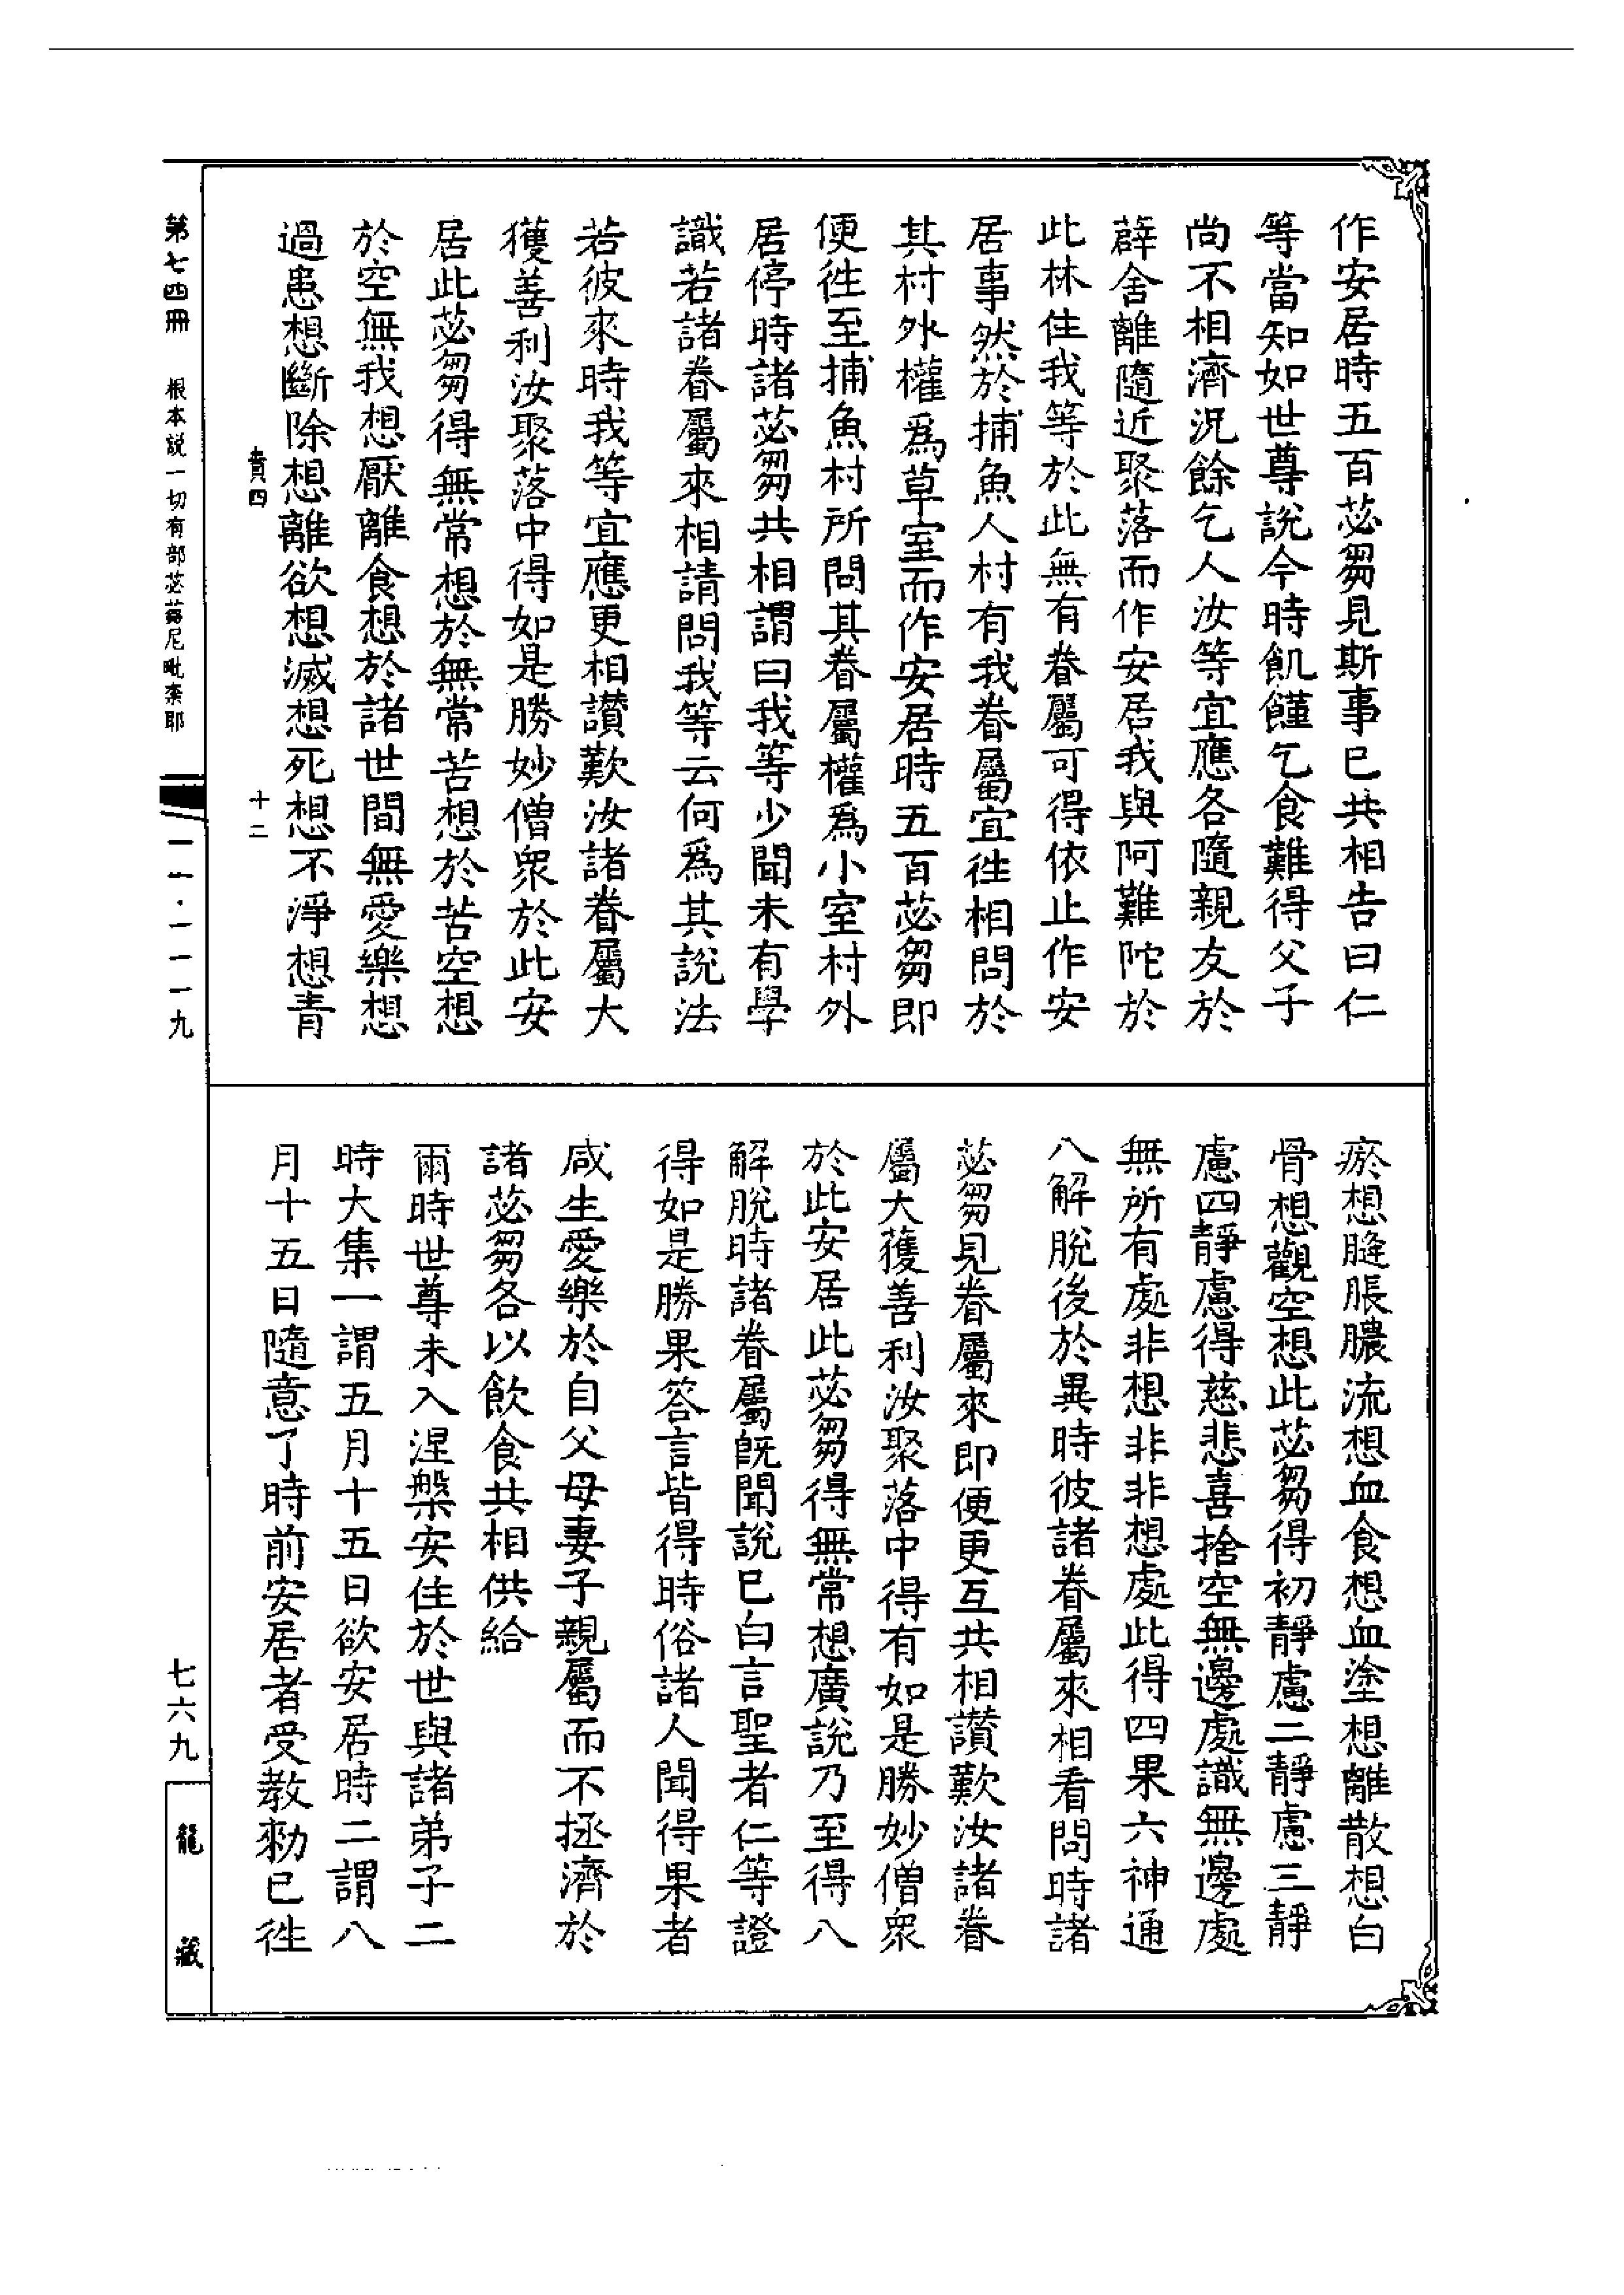 作安居時五百苾芻見斯事已共相告曰仁
等當知如世尊說今時飢饉乞食難得父子
尚不相濟況餘乞人汝等宜應各隨親友於
薜舍離隨近聚落而作安居我與阿難陀於
此林住我等於此無有眷屬可得依止作安
居事然於捕魚人村有我眷屬宜徃相問於
其村外權爲草室而作安居時五百苾芻即
便徃至捕魚村所問其眷屬權爲小室村外
居停時諸苾芻共相謂曰我等少聞未有學
識若諸眷屬來相請問我等云何爲其說法
若彼來時我等宜應更相讃歎汝諸眷屬大
獲善利汝聚落中得如是勝妙僧衆於此安
居此苾芻得無常想於無常苦想於苦空想
於空無我想厭離食想於諸世間無愛樂想
過患想斷除想離欲想滅想死想不淨想青
賁四 十二
瘀想膖脹膿流想血食想血塗想離散想白
骨想觀空想此苾芻得初靜慮二靜慮三靜
慮四靜慮得慈悲喜捨空無邊處識無邊處
無所有處非想非非想處此得四果六神通
八解脫後於異時彼諸眷屬來相看問時諸
苾芻見眷屬來即便更互共相讃歎汝諸眷
屬大獲善利汝聚落中得有如是勝妙僧衆
於此安居此苾芻得無常想廣說乃至得八
解脫時諸眷屬旣聞說已白言聖者仁等證
得如是勝果答言皆得時俗諸人聞得果者
咸生愛樂於自父母妻子親屬而不拯濟於
諸苾芻各以飲食共相供給
爾時世尊未入涅槃安住於世與諸弟子二
時大集一謂五月十五日欲安居時二謂八
月十五日隨意了時前安居者受教勑已徃
第七四冊 根本説一切有部苾蒭尼毗柰耶 一一·一一一九 七六九 龍藏